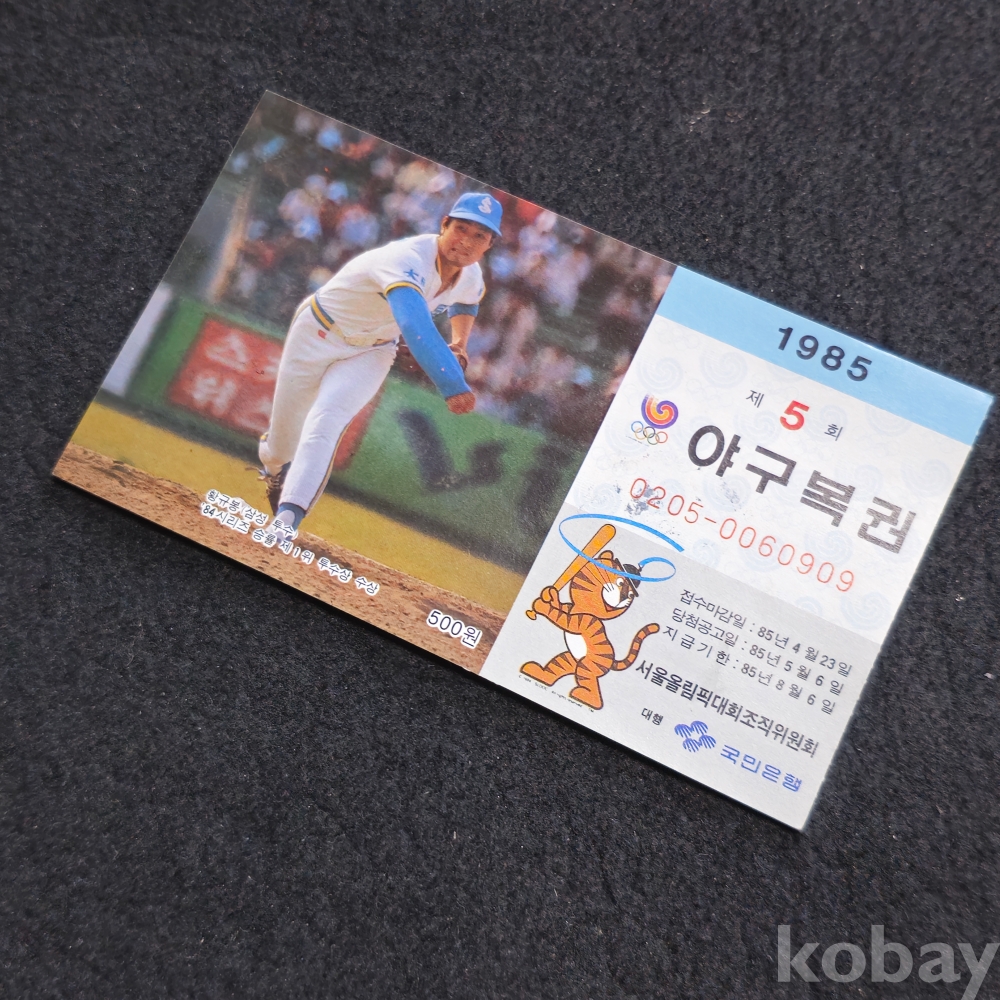 황규봉(삼성 투수)
'84시리즈 승률 제1위 투수상 수상
500원
1985
제 5 회
야구복권
0205-0060909
접수마감일 : 85년 4월 23일
당첨공고일 : 85년 5월 6일
지급기한 : 85년 8월 6일
서울올림픽대회조직위원회
대행 국민은행
kobay